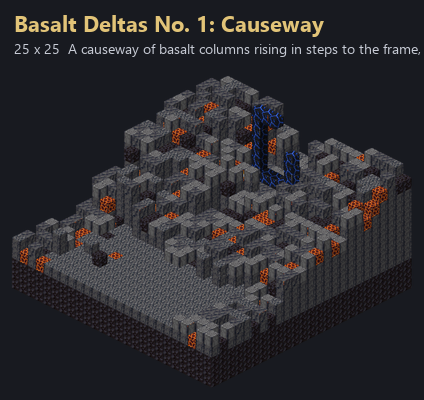 Basalt Deltas No. 1: Causeway
25 x 25 A causeway of basalt columns rising in steps to the frame,